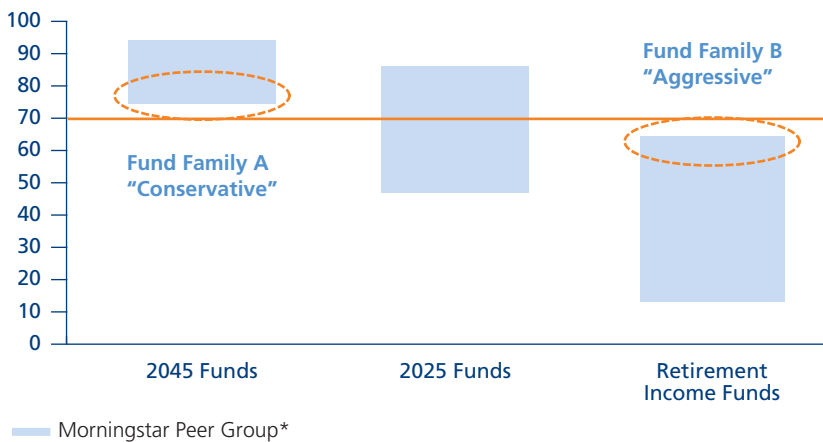 100
90
80
70
60
50
40
30
20
10
0
Fund Family A
“Conservative”
Fund Family B
“Aggressive”
2045 Funds
2025 Funds
Retirement
Income Funds
Morningstar Peer Group*